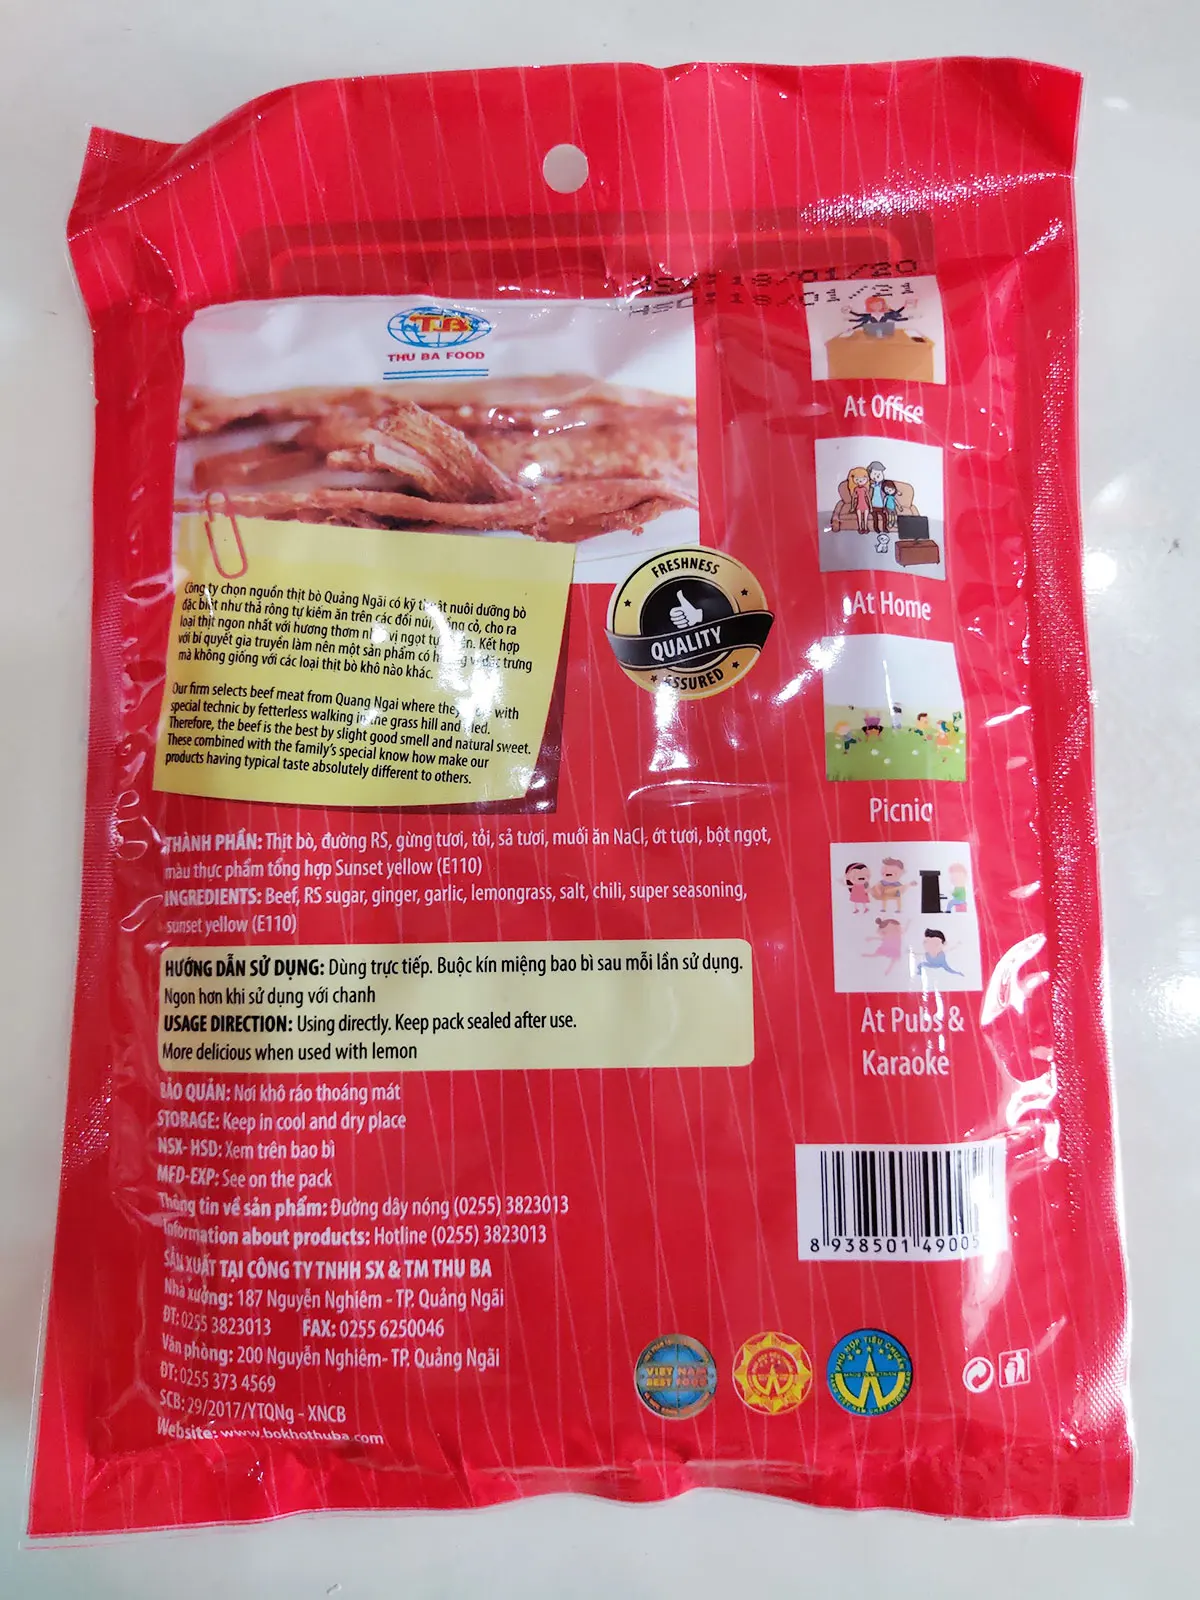 NSX: 18/01/20
HSD: 18/01/21
T.B
THU BA FOOD
At Office
At Home
Picnic
At Pubs &
Karaoke
FRESHNESS
QUALITY
ASSURED
Công ty chọn nguồn thịt bò Quảng Ngãi có kỹ thuật nuôi dưỡng bò
đặc biệt như thả rông tự kiếm ăn trên các đồi núi, cỏ, cho ra
loại thịt ngon nhất với hương thơm vị ngọt Kết hợp
với bí quyết gia truyền làm nên một sản phẩm có vị đặc trưng
mà không giống với các loại thịt bò khô nào khác.
Our firm selects beef meat from Quang Ngai where they with
special technic by fetterless walking in the grass hill and
Therefore, the beef is the best by slight good smell and natural sweet.
These combined with the family's special know how make our
products having typical taste absolutely different to others.
THÀNH PHẦN: Thịt bò, đường RS, gừng tươi, tỏi, sả tươi, muối ăn NaCl, ớt tươi, bột ngọt,
màu thực phẩm tổng hợp Sunset yellow (E110)
INGREDIENTS: Beef, RS sugar, ginger, garlic, lemongrass, salt, chili, super seasoning,
sunset yellow (E110)
HƯỚNG DẪN SỬ DỤNG: Dùng trực tiếp. Buộc kín miệng bao bì sau mỗi lần sử dụng.
Ngon hơn khi sử dụng với chanh
USAGE DIRECTION: Using directly. Keep pack sealed after use.
More delicious when used with lemon
BẢO QUẢN: Nơi khô ráo thoáng mát
STORAGE: Keep in cool and dry place
NSX- HSD: Xem trên bao bì
MFD-EXP: See on the pack
Thông tin về sản phẩm: Đường dây nóng (0255) 3823013
Information about products: Hotline (0255) 3823013
SẢN XUẤT TẠI CÔNG TY TNHH SX & TM THU BA
Nhà xưởng: 187 Nguyễn Nghiêm - TP. Quảng Ngãi
ĐT: 0255 3823013 FAX: 0255 6250046
Văn phòng: 200 Nguyễn Nghiêm- TP. Quảng Ngãi
ĐT: 0255 373 4569
SCB: 29/2017/YTQNg - XNCB
Website: www.bokhothuba.com
8 938501 49005
VIET NAM
BEST FOOD
PHÙ HỢP TIÊU CHUẨN